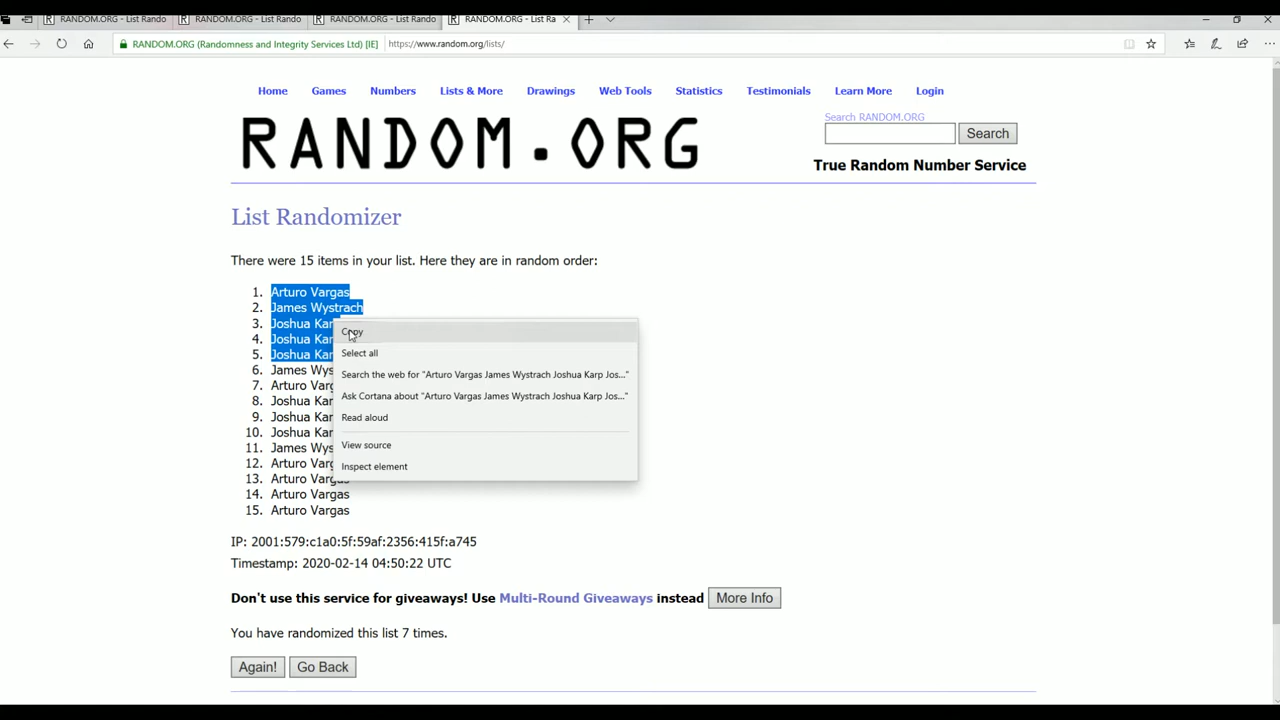 RANDOM.ORG - List Rando RANDOM.ORG - List Rando RANDOM.ORG - List Rando RANDOM.ORG - List Ra
RANDOM.ORG (Randomness and Integrity Services Ltd) [IE] https://www.random.org/lists/
Home Games Numbers Lists & More Drawings Web Tools Statistics Testimonials Learn More Login
RANDOM.ORG
Search RANDOM.ORG
Search
True Random Number Service
List Randomizer
There were 15 items in your list. Here they are in random order:
1. Arturo Vargas
2. James Wystrach
3. Joshua Kar
4. Joshua Kar
5. Joshua Kar
6. James Wys
7. Arturo Varg
8. Joshua Kar
9. Joshua Kar
10. Joshua Kar
11. James Wys
12. Arturo Varg
13. Arturo Vargas
14. Arturo Vargas
15. Arturo Vargas
Copy
Select all
Search the web for "Arturo Vargas James Wystrach Joshua Karp Jos..."
Ask Cortana about "Arturo Vargas James Wystrach Joshua Karp Jos..."
Read aloud
View source
Inspect element
IP: 2001:579:c1a0:5f:59af:2356:415f:a745
Timestamp: 2020-02-14 04:50:22 UTC
Don't use this service for giveaways! Use Multi-Round Giveaways instead More Info
You have randomized this list 7 times.
Again! Go Back